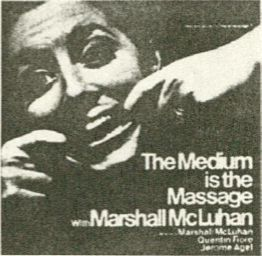 The Medium
is the
Massage
with Marshall McLuhan
Marshall McLuhan
Quentin Fiore
Jerome Agel